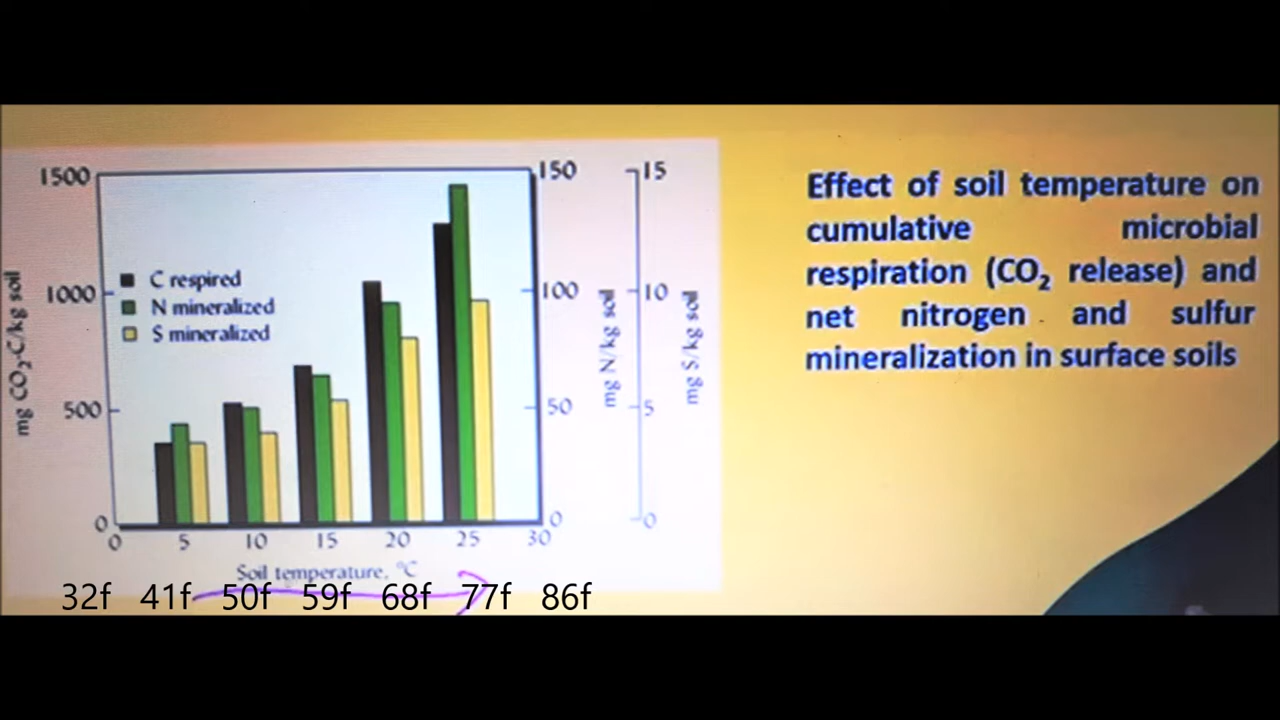 1500
1000
500
0
mg CO₂-C/kg soil
C respired
N mineralized
S mineralized
150
100
50
0
mg N/kg soil
15
10
5
0
mg S/kg soil
0 5 10 15 20 25 30
Soil temperature, °C
32f 41f 50f 59f 68f 77f 86f
Effect of soil temperature on
cumulative microbial
respiration (CO₂ release) and
net nitrogen and sulfur
mineralization in surface soils